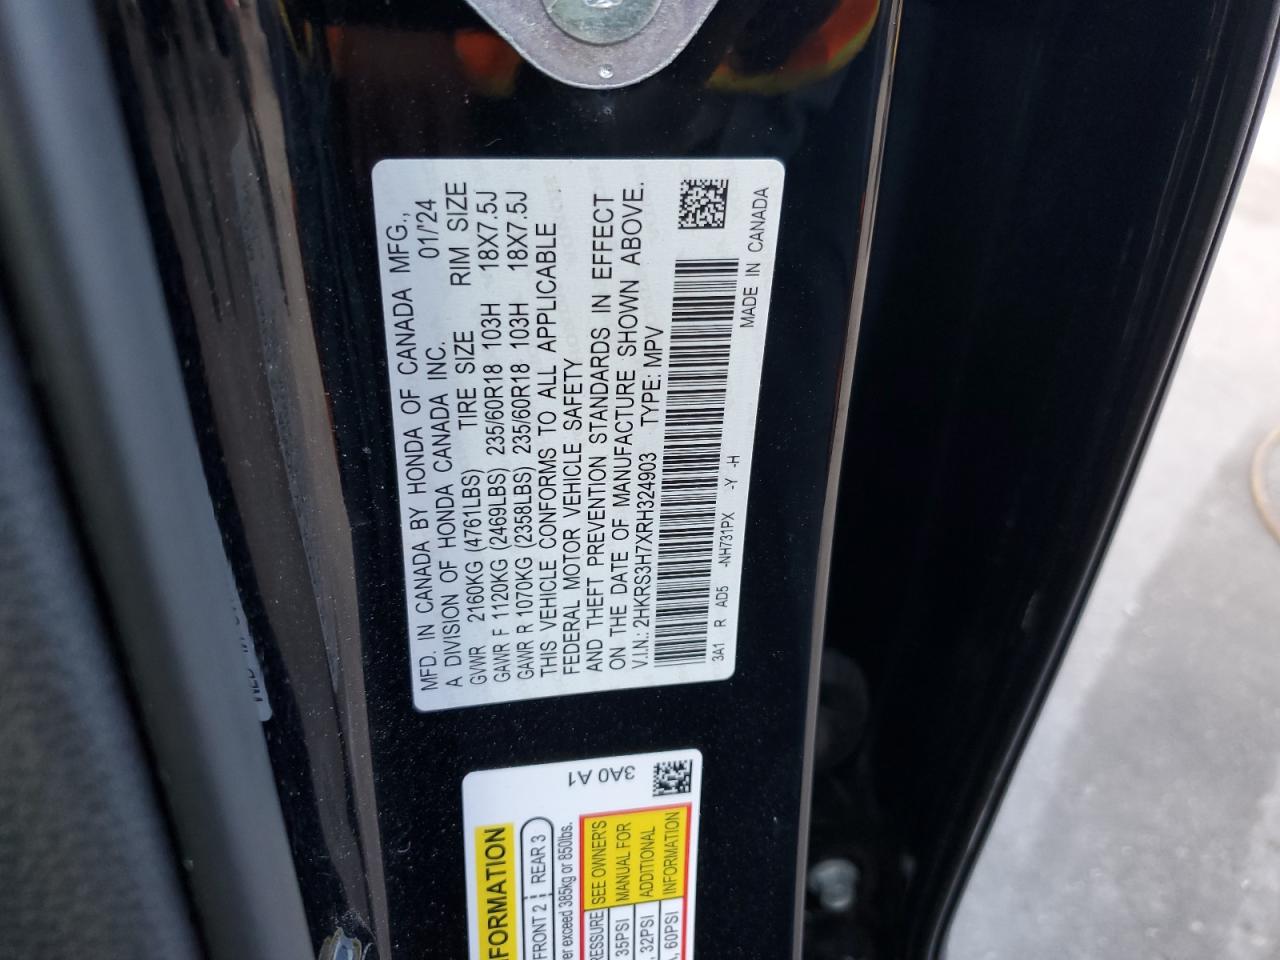 MFD. IN CANADA BY HONDA OF CANADA MFG.,
A DIVISION OF HONDA CANADA INC. 01/'24
GVWR 2160KG (4761LBS) TIRE SIZE RIM SIZE
GAWR F 1120KG (2469LBS) 235/60R18 103H 18X7.5J
GAWR R 1070KG (2358LBS) 235/60R18 103H 18X7.5J
THIS VEHICLE CONFORMS TO ALL APPLICABLE
FEDERAL MOTOR VEHICLE SAFETY
AND THEFT PREVENTION STANDARDS IN EFFECT
ON THE DATE OF MANUFACTURE SHOWN ABOVE.
V.I.N.: 2HKRS3H7XRH324903 TYPE: MPV
3A1 R AD5 -NH731PX -Y -H
MADE IN CANADA
3A0 A1
FRONT 2 REAR 3
exceed 385kg or 850lbs.
SEE OWNER'S
35PSI MANUAL FOR
32PSI ADDITIONAL
60PSI INFORMATION